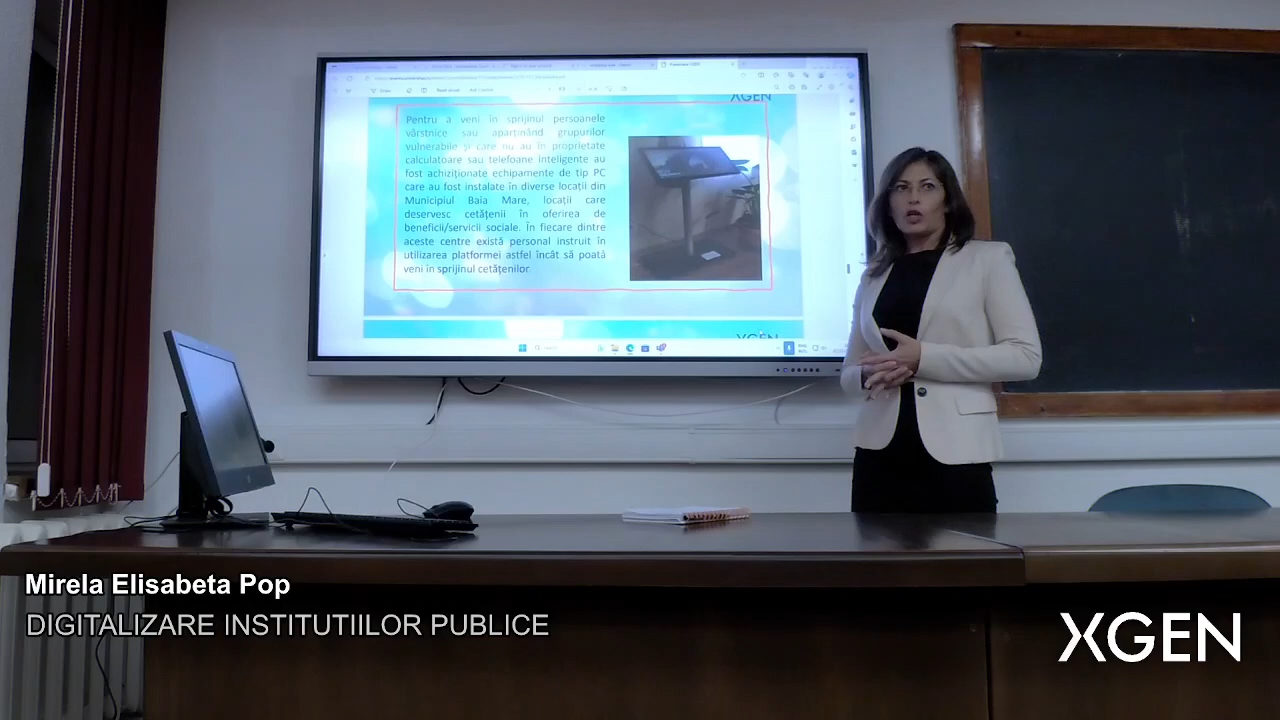 XGEN
Pentru a veni în sprijinul persoanele
vârstnice sau aparținând grupurilor
vulnerabile și care nu au în proprietate
calculatoare sau telefoane inteligente au
fost achiziționate echipamente de tip PC
care au fost instalate în diverse locații din
Municipiul Baia Mare, locații care
deservesc cetățenii în oferirea de
beneficii/servicii sociale. În fiecare dintre
aceste centre există personal instruit în
utilizarea platformei astfel încât să poată
veni în sprijinul cetățenilor
XGEN
Mirela Elisabeta Pop
DIGITALIZARE INSTITUTIILOR PUBLICE
XGEN